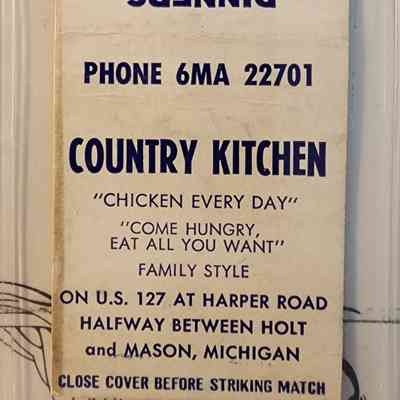 DINNERS
PHONE 6MA 22701
COUNTRY KITCHEN
"CHICKEN EVERY DAY"
"COME HUNGRY,
EAT ALL YOU WANT"
FAMILY STYLE
ON U.S. 127 AT HARPER ROAD
HALFWAY BETWEEN HOLT
and MASON, MICHIGAN
CLOSE COVER BEFORE STRIKING MATCH